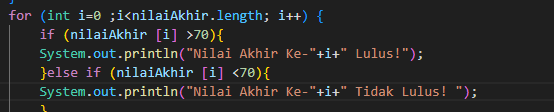 for (int i=0 ;i<nilaiAkhir.length; i++) {
if (nilaiAkhir [i] >70){
System.out.println("Nilai Akhir Ke-"+i+" Lulus!");
}else if (nilaiAkhir [i] <70){
System.out.println("Nilai Akhir Ke-"+i+" Tidak Lulus! ");
}